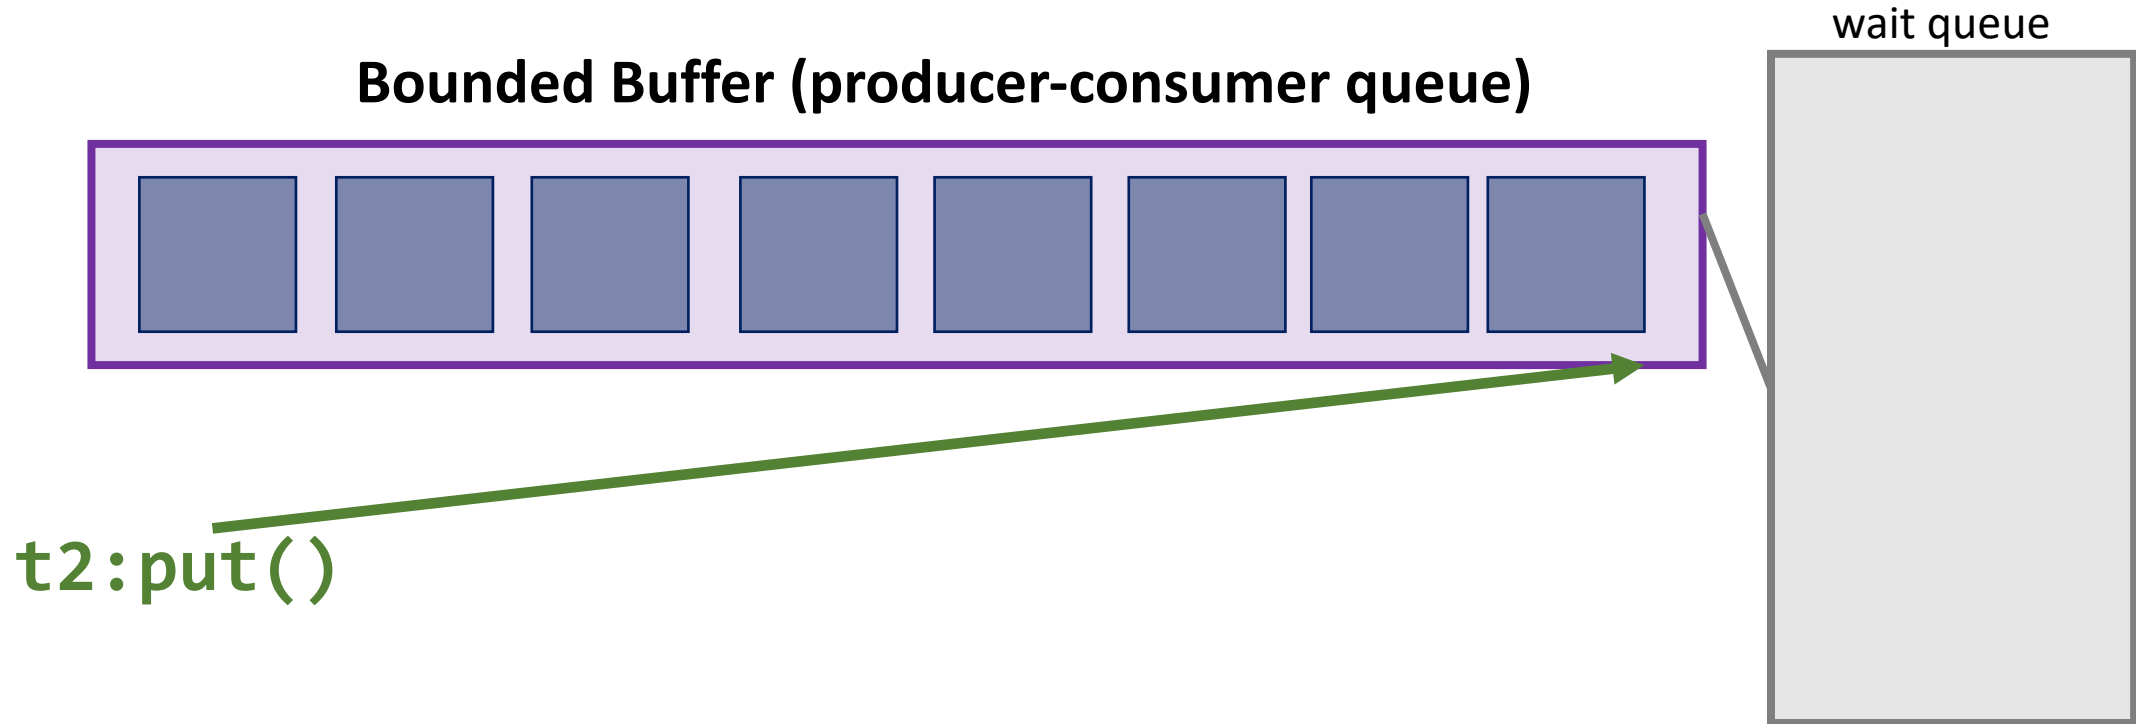 wait queue
Bounded Buffer (producer-consumer queue)
t2:put()